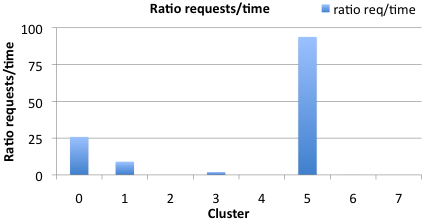 Ratio requests/time
ratio req/time
Ratio requests/time
100
75
50
25
0
0 1 2 3 4 5 6 7
Cluster